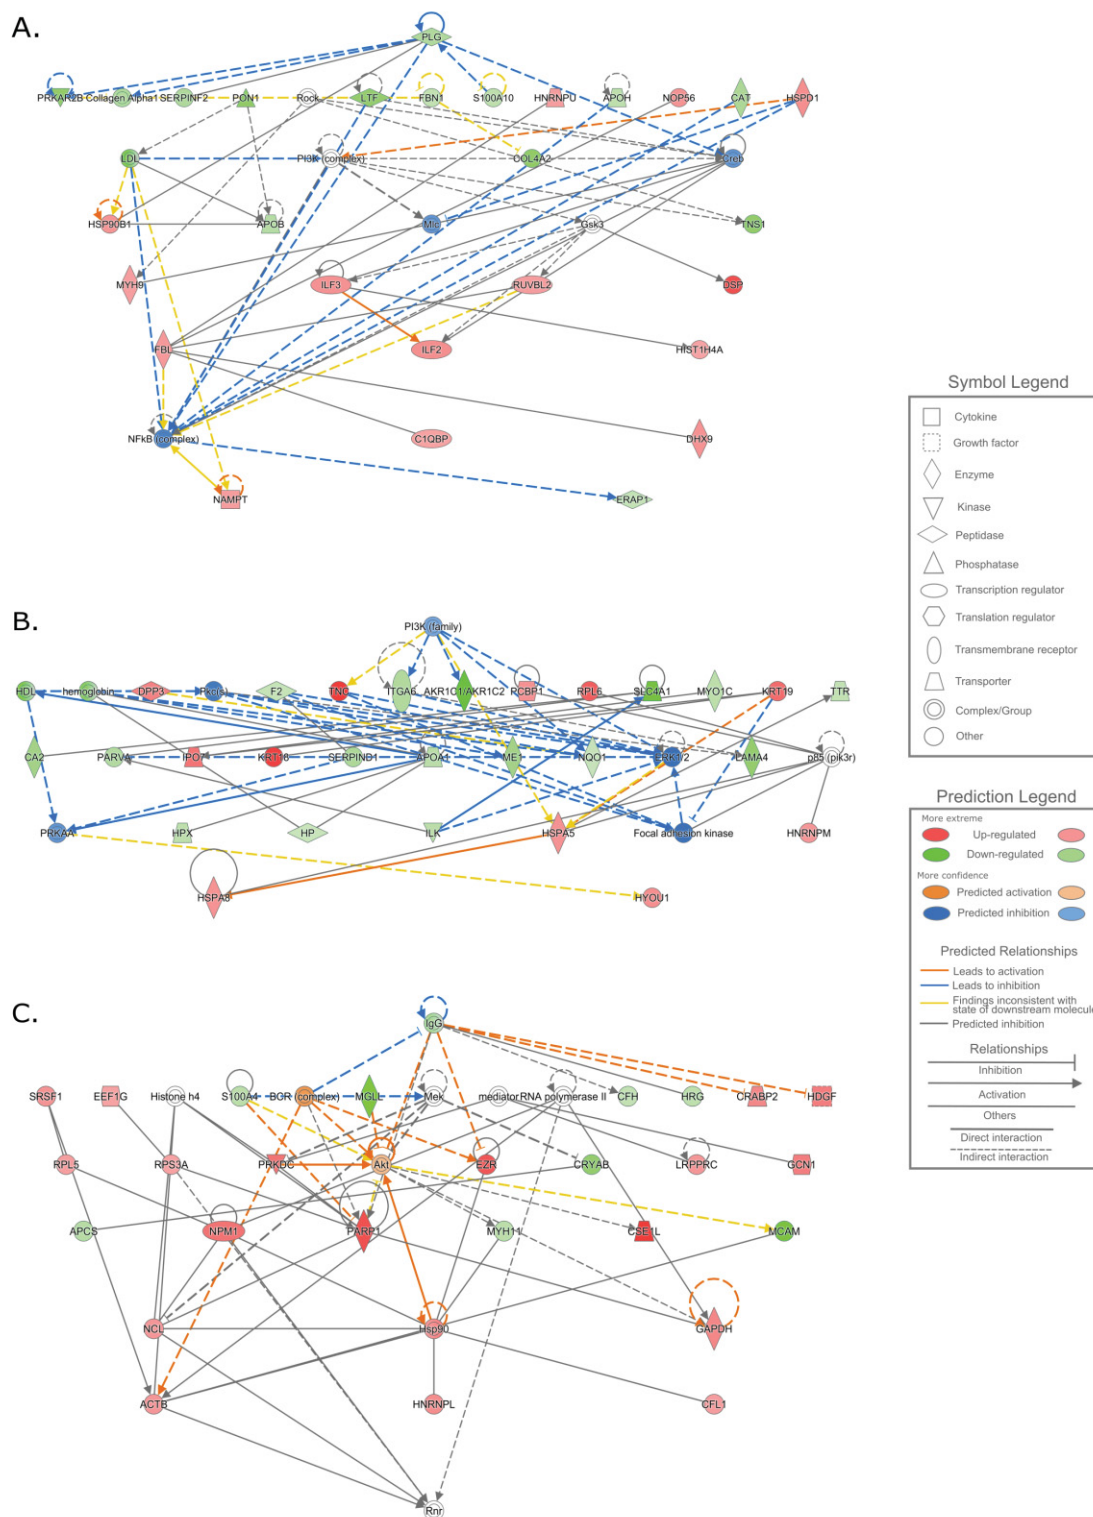 A.
PLG
PRKAR2B Collagen Alpha1 SERPINF2 PON1 Rock LTF FBN1 S100A10 HNRNPU APOH NOP56 CAT HSPD1
LDL PI3K (complex) COL4A2 Creb
HSP90B1 APOB Mlc Gsk3 TNS1
MYH9 ILF3 RUVBL2 DSP
FBL ILF2 HIST1H4A
NFkB (complex) C1QBP DHX9
NAMPT ERAP1
Symbol Legend
Cytokine
Growth factor
Enzyme
Kinase
Peptidase
Phosphatase
Transcription regulator
Translation regulator
Transmembrane receptor
Transporter
Complex/Group
Other
B.
PI3K (family)
HDL hemoglobin DPP3 Pkc(s) F2 TNC ITGA6 AKR1C1/AKR1C2 PCBP1 RPL6 SLC4A1 MYO1C KRT19 TTR
CA2 PARVA IPO7 KRT18 SERPINB1 APOA1 ME1 NQO1 ERK1/2 LAMA4 p85 (pik3r)
PRKAA HPX HP ILK HSPA5 Focal adhesion kinase HNRNPM
HSPA8 HYOU1
Prediction Legend
More extreme
Up-regulated
Down-regulated
More confidence
Predicted activation
Predicted inhibition
Predicted Relationships
Leads to activation
Leads to inhibition
Findings inconsistent with
state of downstream molecule
Predicted inhibition
Relationships
Inhibition
Activation
Others
Direct interaction
Indirect interaction
C.
IgG
SRSF1 EEF1G Histone h4 S100A4 BCR (complex) MGLL Mek mediator RNA polymerase II CFH HRG CRABP2 HDGF
RPL5 RPS3A PRKDC Akt EZR CRYAB LRPPRC GCN1
APCS NPM1 PARP1 MYH11 CSE1L MCAM
NCL Hsp90 GAPDH
ACTB HNRNPL CFL1
Rnr